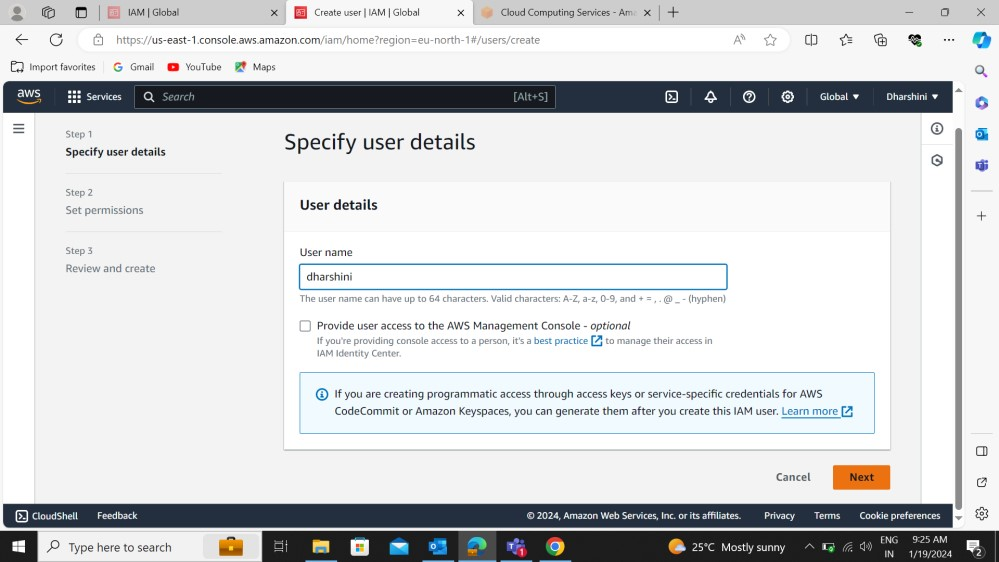 IAM | Global
Create user | IAM | Global
Cloud Computing Services - Ama
https://us-east-1.console.aws.amazon.com/iam/home?region=eu-north-1#/users/create
Import favorites
Gmail
YouTube
Maps
aws
Services
Search
[Alt+S]
Global
Dharshini
Step 1
Specify user details
Step 2
Set permissions
Step 3
Review and create
Specify user details
User details
User name
dharshini
The user name can have up to 64 characters. Valid characters: A-Z, a-z, 0-9, and + = , . @ _ - (hyphen)
Provide user access to the AWS Management Console - optional
If you're providing console access to a person, it's a best practice to manage their access in
IAM Identity Center.
If you are creating programmatic access through access keys or service-specific credentials for AWS
CodeCommit or Amazon Keyspaces, you can generate them after you create this IAM user. Learn more
Cancel
Next
CloudShell
Feedback
© 2024, Amazon Web Services, Inc. or its affiliates.
Privacy
Terms
Cookie preferences
Type here to search
25°C Mostly sunny
ENG
IN
9:25 AM
1/19/2024
2